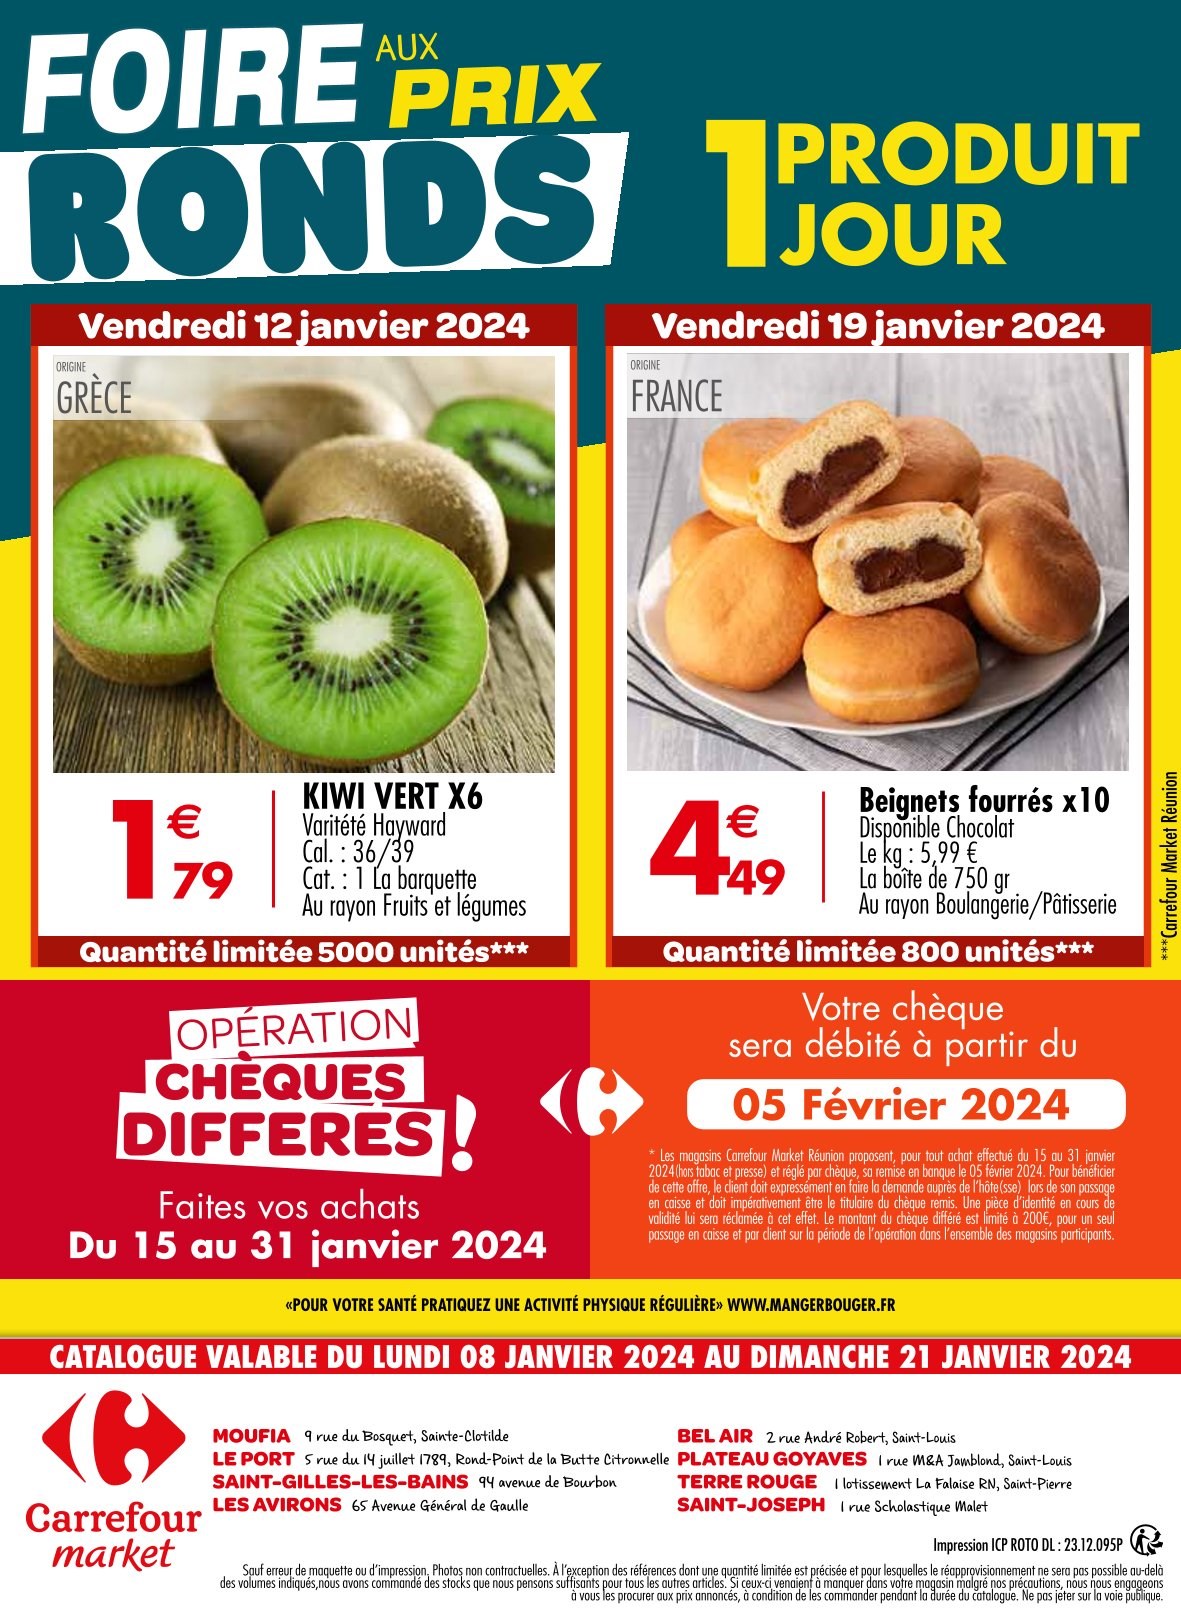 FOIRE AUX
PRIX
RONDS
1 PRODUIT
JOUR
Vendredi 12 janvier 2024
ORIGINE
GRÈCE
1€79
KIWI VERT X6
Varitété Hayward
Cal. : 36/39
Cat. : 1 La barquette
Au rayon Fruits et légumes
Quantité limitée 5000 unités***
Vendredi 19 janvier 2024
ORIGINE
FRANCE
4€49
Beignets fourrés x10
Disponible Chocolat
Le kg : 5,99 €
La boîte de 750 gr
Au rayon Boulangerie/Pâtisserie
Quantité limitée 800 unités***
***Carrefour Market Réunion
OPÉRATION
CHÈQUES
DIFFERÉS !
Faites vos achats
Du 15 au 31 janvier 2024
Votre chèque
sera débité à partir du
05 Février 2024
* Les magasins Carrefour Market Réunion proposent, pour tout achat effectué du 15 au 31 janvier
2024(hors tabac et presse) et réglé par chèque, sa remise en banque le 05 février 2024. Pour bénéficier
de cette offre, le client doit expressément en faire la demande auprès de l'hôte(sse) lors de son passage
en caisse et doit impérativement être le titulaire du chèque remis. Une pièce d'identité en cours de
validité lui sera réclamée à cet effet. Le montant du chèque différé est limité à 200€, pour un seul
passage en caisse et par client sur la période de l'opération dans l'ensemble des magasins participants.
«POUR VOTRE SANTÉ PRATIQUEZ UNE ACTIVITÉ PHYSIQUE RÉGULIÈRE» WWW.MANGERBOUGER.FR
CATALOGUE VALABLE DU LUNDI 08 JANVIER 2024 AU DIMANCHE 21 JANVIER 2024
Carrefour
market
MOUFIA 9 rue du Bosquet, Sainte-Clotilde
LE PORT 5 rue du 14 juillet 1789, Rond-Point de la Butte Citronnelle
SAINT-GILLES-LES-BAINS 94 avenue de Bourbon
LES AVIRONS 65 Avenue Général de Gaulle
BEL AIR 2 rue André Robert, Saint-Louis
PLATEAU GOYAVES 1 rue M&A Jamblond, Saint-Louis
TERRE ROUGE 1 lotissement La Falaise RN, Saint-Pierre
SAINT-JOSEPH 1 rue Scholastique Malet
Impression ICP ROTO DL : 23.12.095P
Sauf erreur de maquette ou d'impression. Photos non contractuelles. À l'exception des références dont une quantité limitée est précisée et pour lesquelles le réapprovisionnement ne sera pas possible au-delà
des volumes indiqués,nous avons commandé des stocks que nous pensons suffisants pour tous les autres articles. Si ceux-ci venaient à manquer dans votre magasin malgré nos précautions, nous nous engageons
à vous les procurer aux prix annoncés, à condition de les commander pendant la durée du catalogue. Ne pas jeter sur la voie publique.